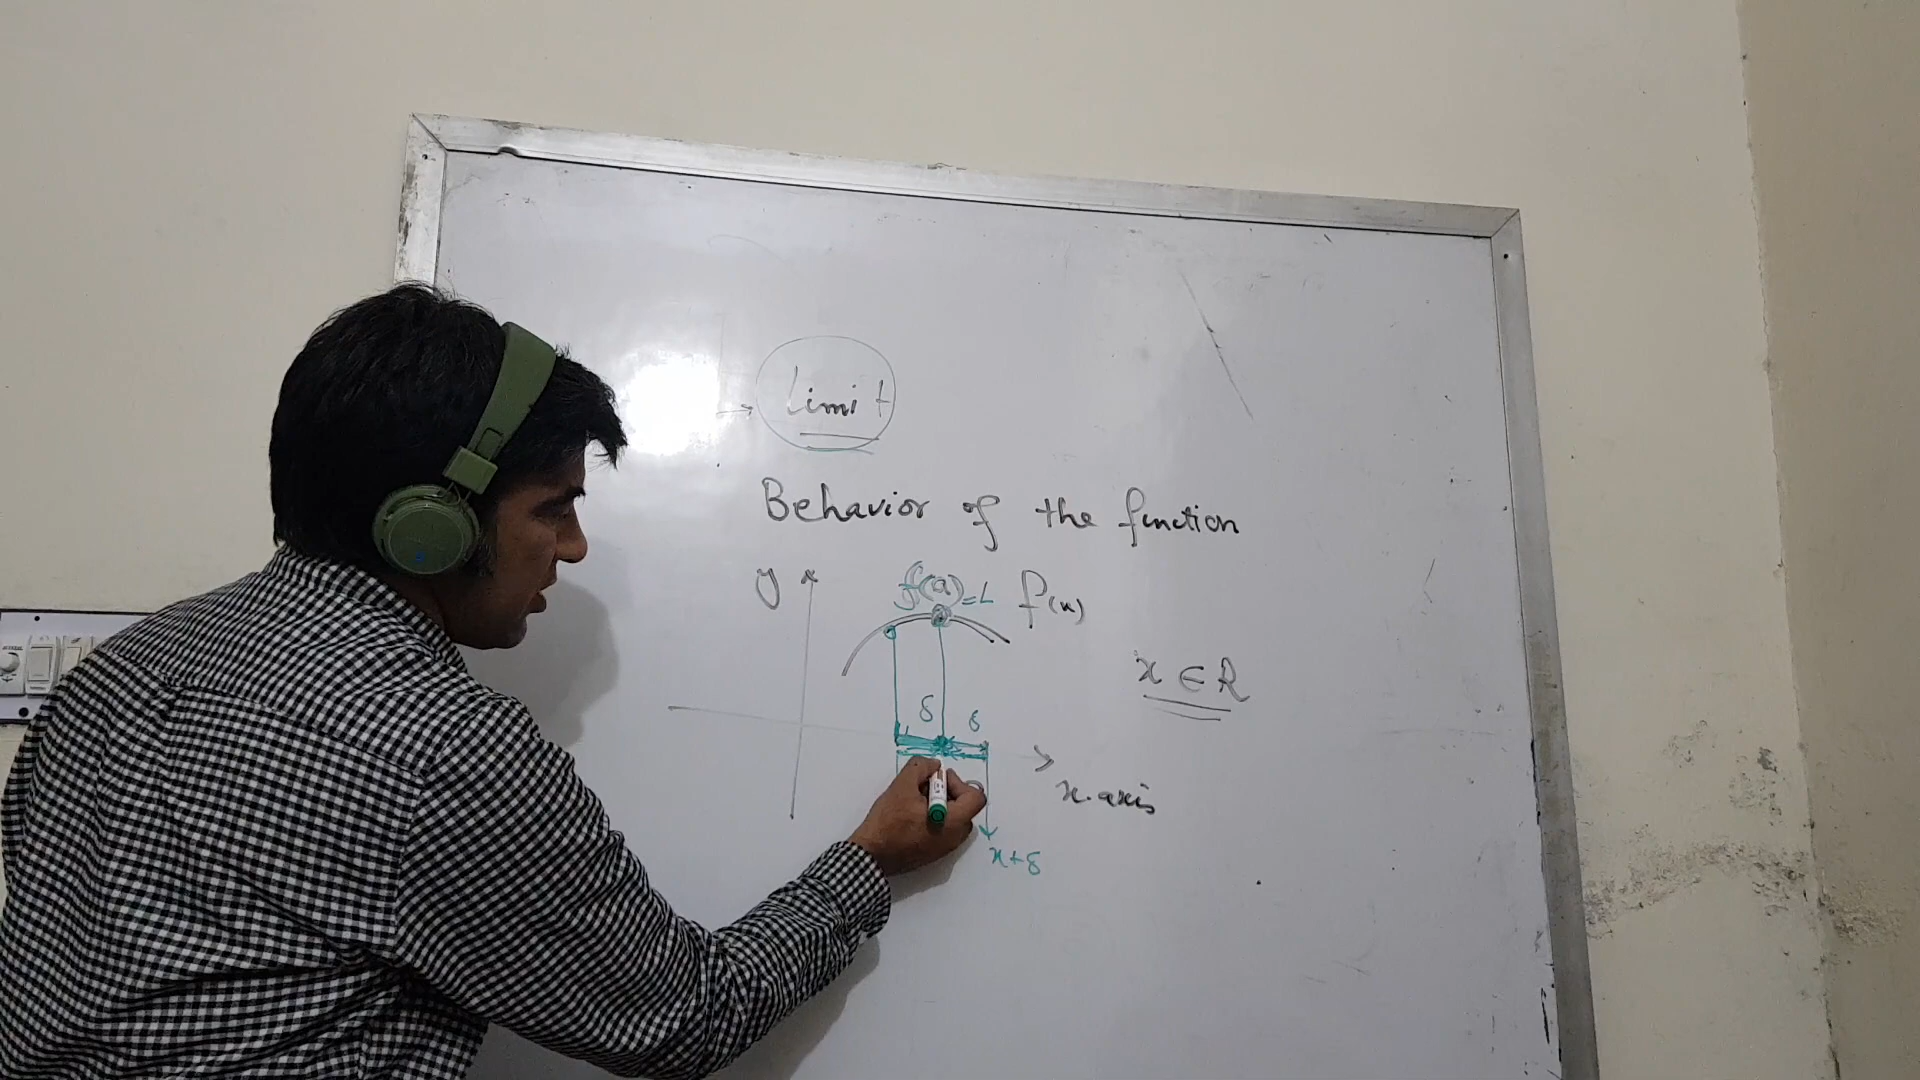 Limit
Behavior of the function
y
f(a)=L f(x)
x ∈ R
δ δ
x.axis
x+δ